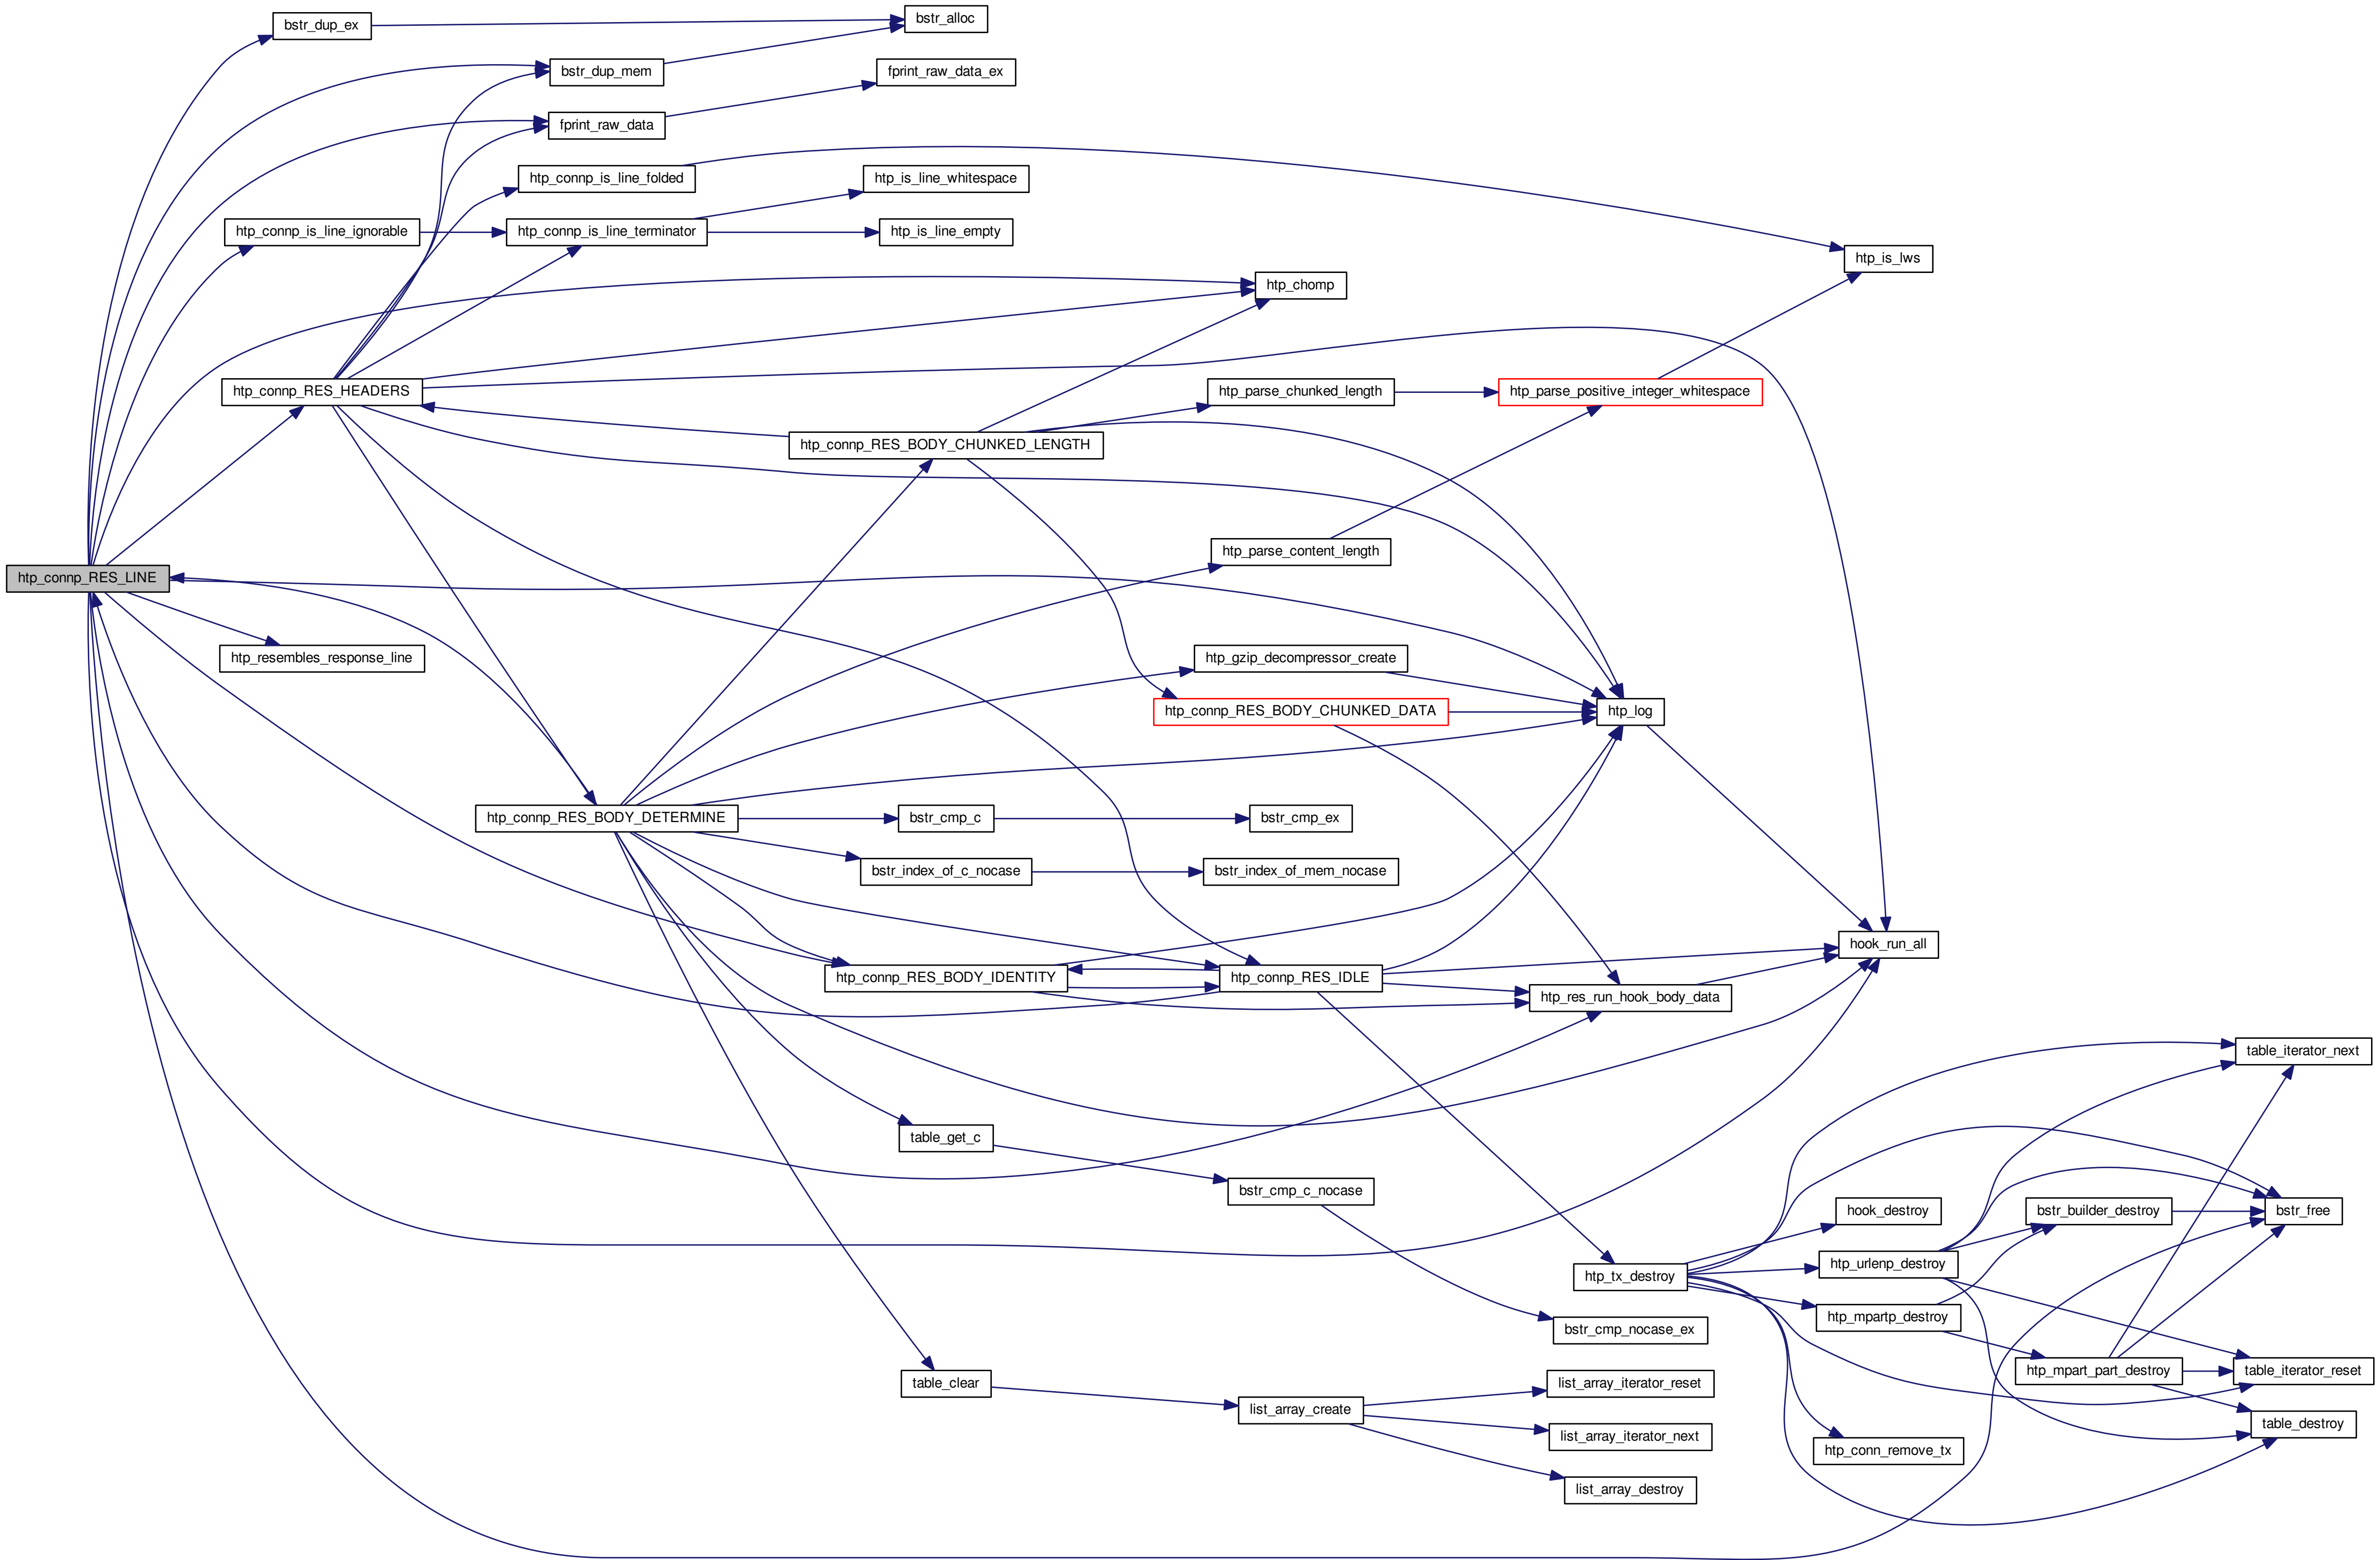 bstr_dup_ex
bstr_alloc
bstr_dup_mem
fprint_raw_data_ex
fprint_raw_data
htp_connp_is_line_folded
htp_is_line_whitespace
htp_connp_is_line_ignorable
htp_connp_is_line_terminator
htp_is_line_empty
htp_is_lws
htp_chomp
htp_connp_RES_HEADERS
htp_parse_chunked_length
htp_parse_positive_integer_whitespace
htp_connp_RES_BODY_CHUNKED_LENGTH
htp_parse_content_length
htp_connp_RES_LINE
htp_resembles_response_line
htp_gzip_decompressor_create
htp_connp_RES_BODY_CHUNKED_DATA
htp_log
htp_connp_RES_BODY_DETERMINE
bstr_cmp_c
bstr_cmp_ex
bstr_index_of_c_nocase
bstr_index_of_mem_nocase
hook_run_all
htp_connp_RES_BODY_IDENTITY
htp_connp_RES_IDLE
htp_res_run_hook_body_data
table_iterator_next
table_get_c
bstr_cmp_c_nocase
hook_destroy
bstr_builder_destroy
bstr_free
htp_urlenp_destroy
htp_tx_destroy
htp_mpartp_destroy
bstr_cmp_nocase_ex
htp_mpart_part_destroy
table_iterator_reset
table_clear
list_array_iterator_reset
list_array_create
table_destroy
list_array_iterator_next
htp_conn_remove_tx
list_array_destroy